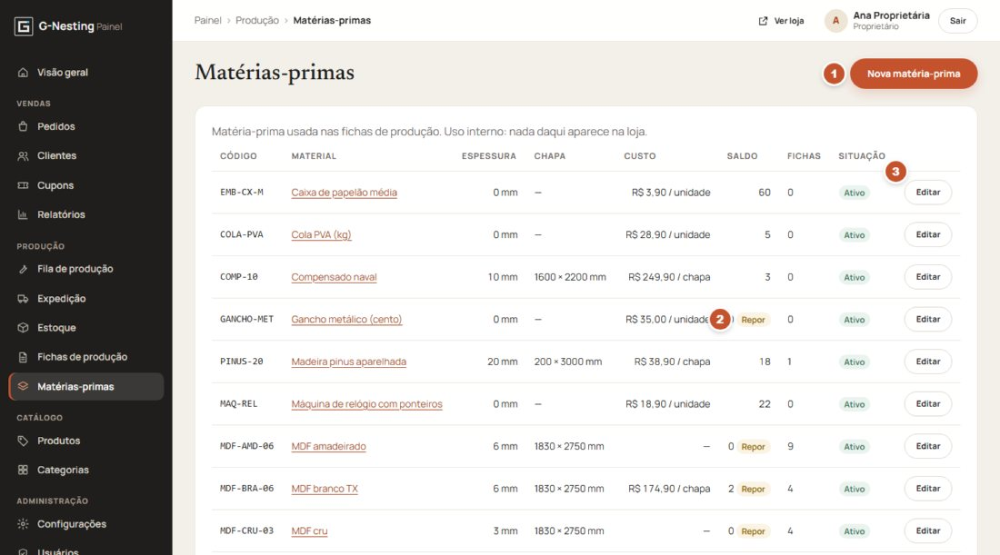 G-Nesting Painel
Visão geral
VENDAS
Pedidos
Clientes
Cupons
Relatórios
PRODUÇÃO
Fila de produção
Expedição
Estoque
Fichas de produção
Matérias-primas
CATÁLOGO
Produtos
Categorias
ADMINISTRAÇÃO
Configurações
Usuários
Painel › Produção › Matérias-primas
Ver loja
A
Ana Proprietária
Proprietário
Sair
Matérias-primas
1
Nova matéria-prima
Matéria-prima usada nas fichas de produção. Uso interno: nada daqui aparece na loja.
CÓDIGO MATERIAL ESPESSURA CHAPA CUSTO SALDO FICHAS SITUAÇÃO
3
EMB-CX-M Caixa de papelão média 0 mm — R$ 3,90 / unidade 60 0 Ativo Editar
COLA-PVA Cola PVA (kg) 0 mm — R$ 28,90 / unidade 5 0 Ativo Editar
COMP-10 Compensado naval 10 mm 1600 × 2200 mm R$ 249,90 / chapa 3 0 Ativo Editar
GANCHO-MET Gancho metálico (cento) 0 mm — R$ 35,00 / unidade 2 Repor 0 Ativo Editar
PINUS-20 Madeira pinus aparelhada 20 mm 200 × 3000 mm R$ 38,90 / chapa 18 1 Ativo Editar
MAQ-REL Máquina de relógio com ponteiros 0 mm — R$ 18,90 / unidade 22 0 Ativo Editar
MDF-AMD-06 MDF amadeirado 6 mm 1830 × 2750 mm — 0 Repor 9 Ativo Editar
MDF-BRA-06 MDF branco TX 6 mm 1830 × 2750 mm R$ 174,90 / chapa 2 Repor 4 Ativo Editar
MDF-CRU-03 MDF cru 3 mm 1830 × 2750 mm — 0 Repor 4 Ativo Editar